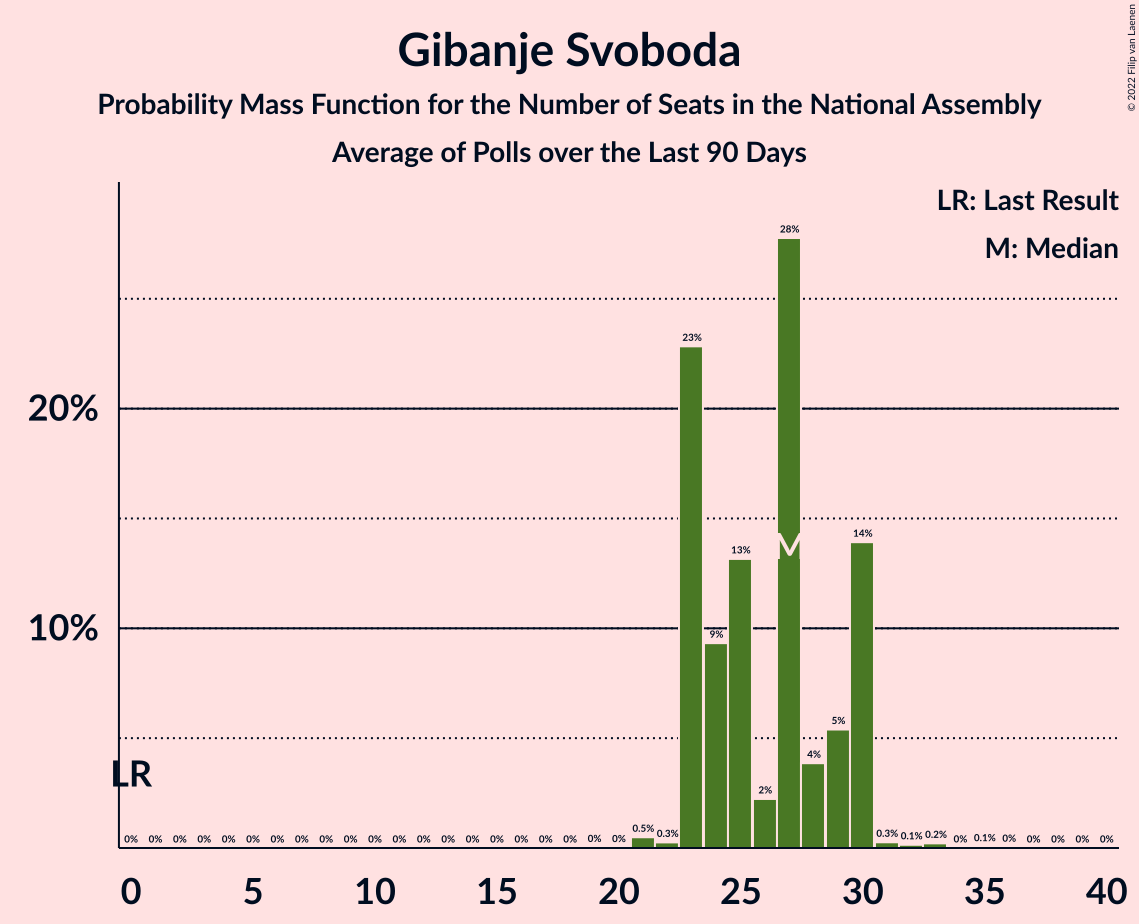 Gibanje Svoboda
Probability Mass Function for the Number of Seats in the National Assembly
Average of Polls over the Last 90 Days
© 2022 Filip van Laenen
LR: Last Result
M: Median
28%
23%
20%
14%
13%
M
10%
9%
5%
4%
LR
2%
0% 0% 0% 0% 0% 0% 0% 0% 0% 0% 0% 0% 0% 0% 0% 0% 0% 0% 0% 0% 0% 0.5% 0.3% 0.3% 0.1% 0.2% 0% 0.1% 0% 0% 0% 0% 0%
0 5 10 15 20 25 30 35 40